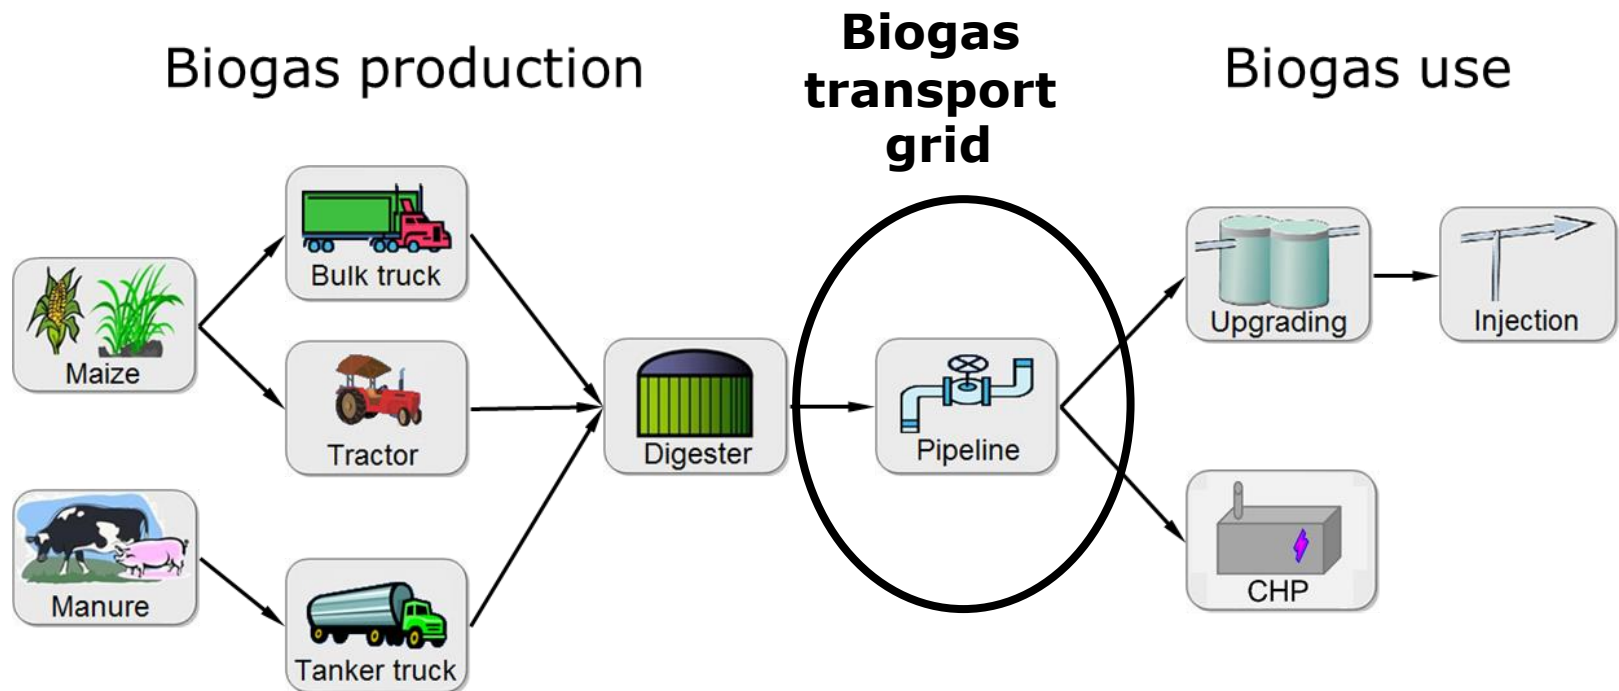 Biogas production
Biogas
transport
grid
Biogas use
Bulk truck
Maize
Tractor
Manure
Tanker truck
Digester
Pipeline
Upgrading
Injection
CHP